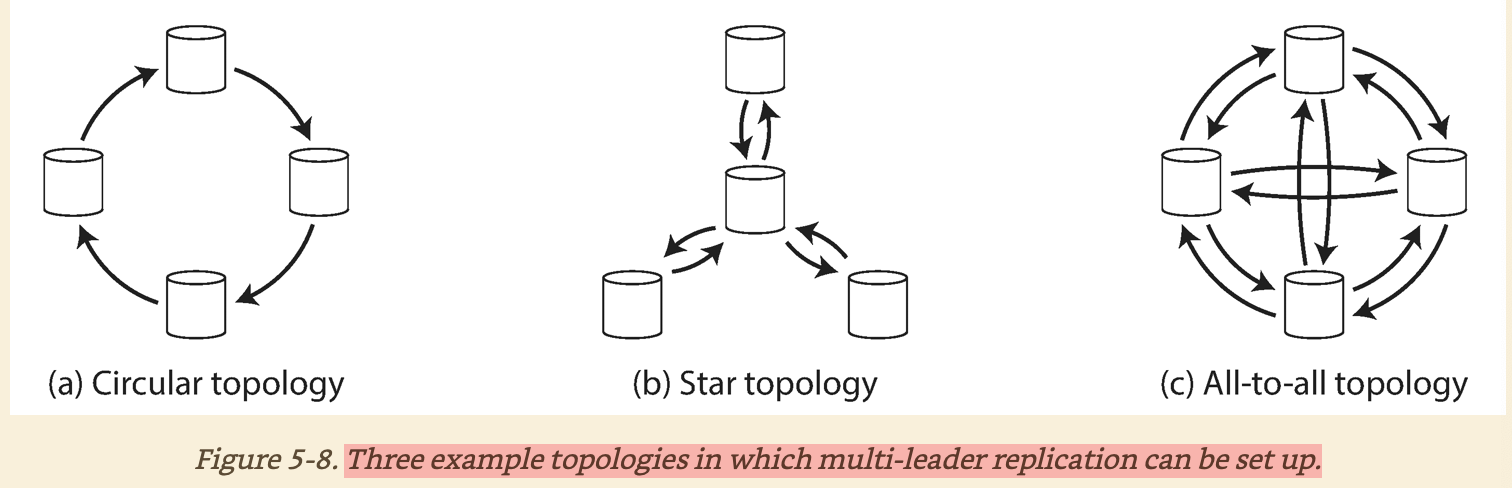 (a) Circular topology
(b) Star topology
(c) All-to-all topology
Figure 5-8. Three example topologies in which multi-leader replication can be set up.